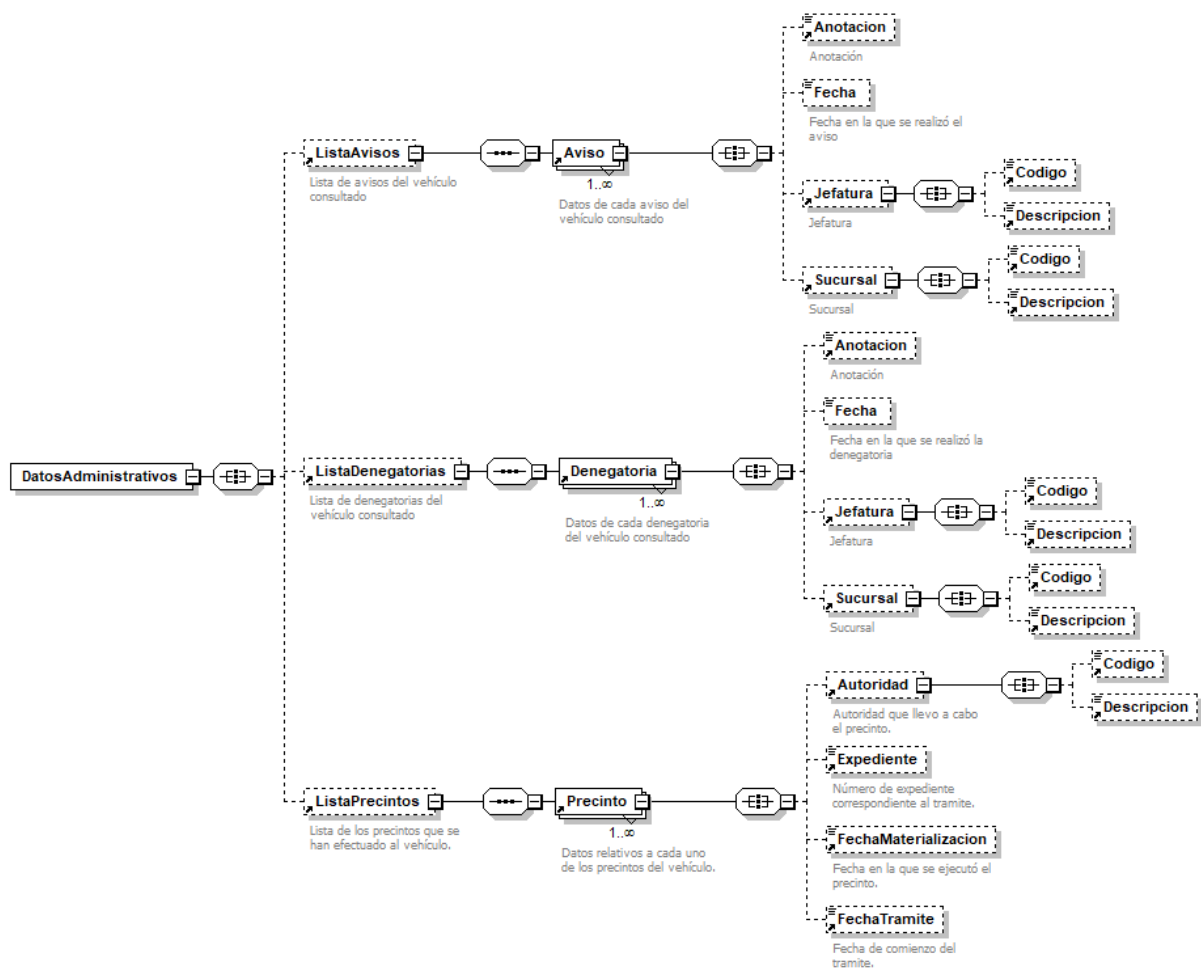 Anotacion
Anotación
Fecha
Fecha en la que se realizó el
aviso
ListaAvisos
Lista de avisos del vehículo
consultado
Aviso
1..∞
Datos de cada aviso del
vehículo consultado
Jefatura
Jefatura
Codigo
Descripcion
Sucursal
Sucursal
Codigo
Descripcion
DatosAdministrativos
Anotacion
Anotación
Fecha
Fecha en la que se realizó la
denegatoria
ListaDenegatorias
Lista de denegatorias del
vehículo consultado
Denegatoria
1..∞
Datos de cada denegatoria
del vehículo consultado
Jefatura
Jefatura
Codigo
Descripcion
Sucursal
Sucursal
Codigo
Descripcion
Autoridad
Autoridad que llevo a cabo
el precinto.
Codigo
Descripcion
Expediente
Número de expediente
correspondiente al tramite.
ListaPrecintos
Lista de los precintos que se
han efectuado al vehículo.
Precinto
1..∞
Datos relativos a cada uno
de los precintos del vehículo.
FechaMaterializacion
Fecha en la que se ejecutó el
precinto.
FechaTramite
Fecha de comienzo del
tramite.